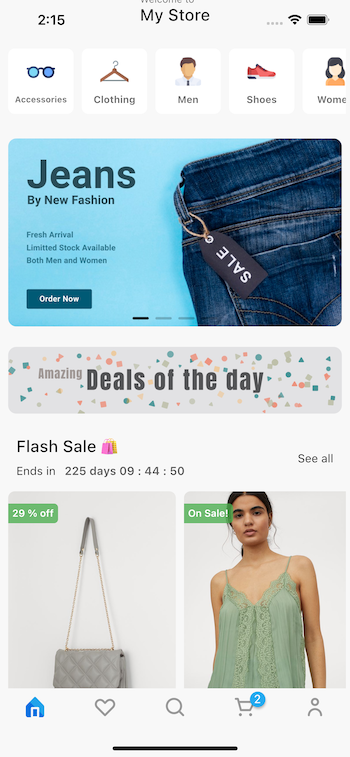 2:15
Welcome to
My Store
Accessories
Clothing
Men
Shoes
Wome
Jeans
By New Fashion
Fresh Arrival
Limitted Stock Available
Both Men and Women
Order Now
SALE
Amazing Deals of the day
Flash Sale 🛍️
See all
Ends in 225 days 09 : 44 : 50
29 % off
On Sale!
2